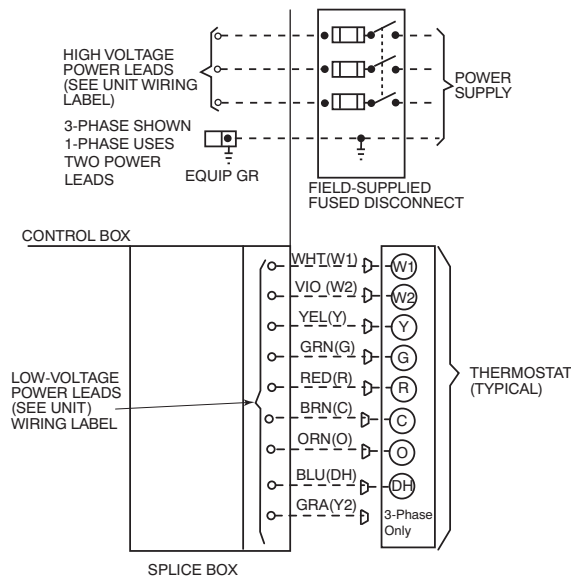 HIGH VOLTAGE
POWER LEADS
(SEE UNIT WIRING
LABEL)
POWER
SUPPLY
3-PHASE SHOWN
1-PHASE USES
TWO POWER
LEADS
EQUIP GR
FIELD-SUPPLIED
FUSED DISCONNECT
CONTROL BOX
WHT(W1)
W1
VIO (W2)
W2
YEL(Y)
Y
GRN(G)
G
RED(R)
R
BRN(C)
C
ORN(O)
O
BLU(DH)
DH
GRA(Y2)
3-Phase
Only
LOW-VOLTAGE
POWER LEADS
(SEE UNIT)
WIRING LABEL
THERMOSTAT
(TYPICAL)
SPLICE BOX